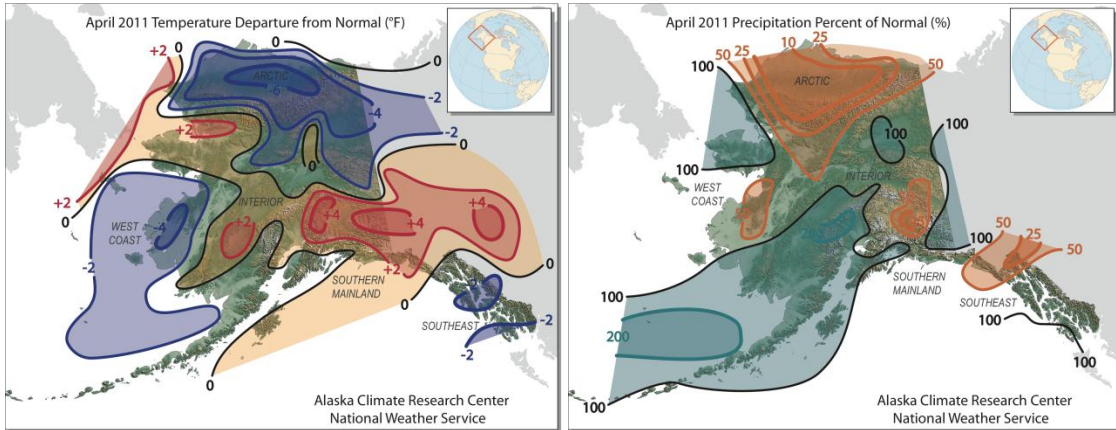 April 2011 Temperature Departure from Normal (°F)
+2
0
0
0
ARCTIC
-6
-2
-4
-2
+2
0
0
+2
0
WEST
COAST
-4
INTERIOR
+2
+4
+4
+4
-2
+2
0
SOUTHERN
MAINLAND
0
SOUTHEAST
-2
-2
0
Alaska Climate Research Center
National Weather Service
April 2011 Precipitation Percent of Normal (%)
50
25
10
25
100
ARCTIC
50
100
100
100
INTERIOR
WEST
COAST
50
25
50
100
100
200
SOUTHERN
MAINLAND
SOUTHEAST
100
100
100
Alaska Climate Research Center
National Weather Service